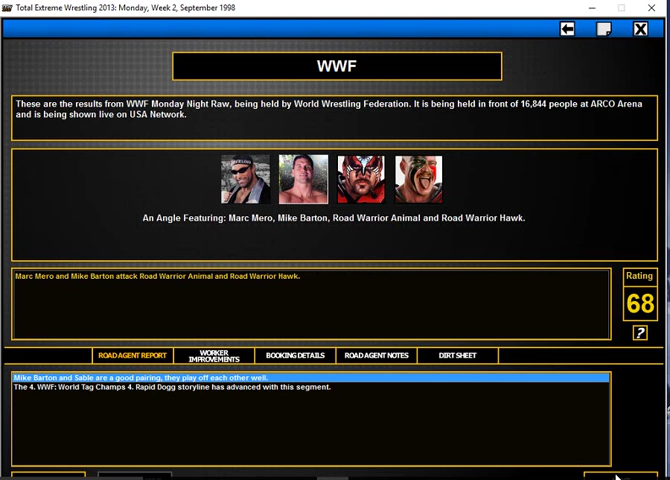 Total Extreme Wrestling 2013: Monday, Week 2, September 1998
WWF
These are the results from WWF Monday Night Raw, being held by World Wrestling Federation. It is being held in front of 16,844 people at ARCO Arena
and is being shown live on USA Network.
An Angle Featuring: Marc Mero, Mike Barton, Road Warrior Animal and Road Warrior Hawk.
Marc Mero and Mike Barton attack Road Warrior Animal and Road Warrior Hawk.
Rating
68
?
ROAD AGENT REPORT
WORKER
IMPROVEMENTS
BOOKING DETAILS
ROAD AGENT NOTES
DIRT SHEET
Mike Barton and Sable are a good pairing, they play off each other well.
The 4. WWF: World Tag Champs 4. Rapid Dogg storyline has advanced with this segment.